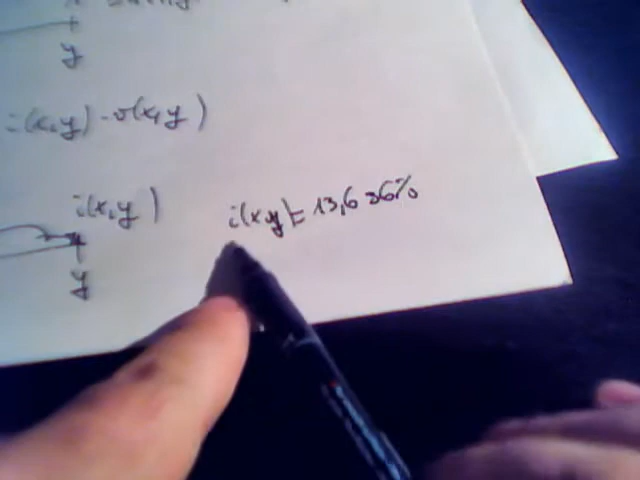 y
i(x,y) - v(x,y)
i(x,y) i(x,y)= 13,636%
y